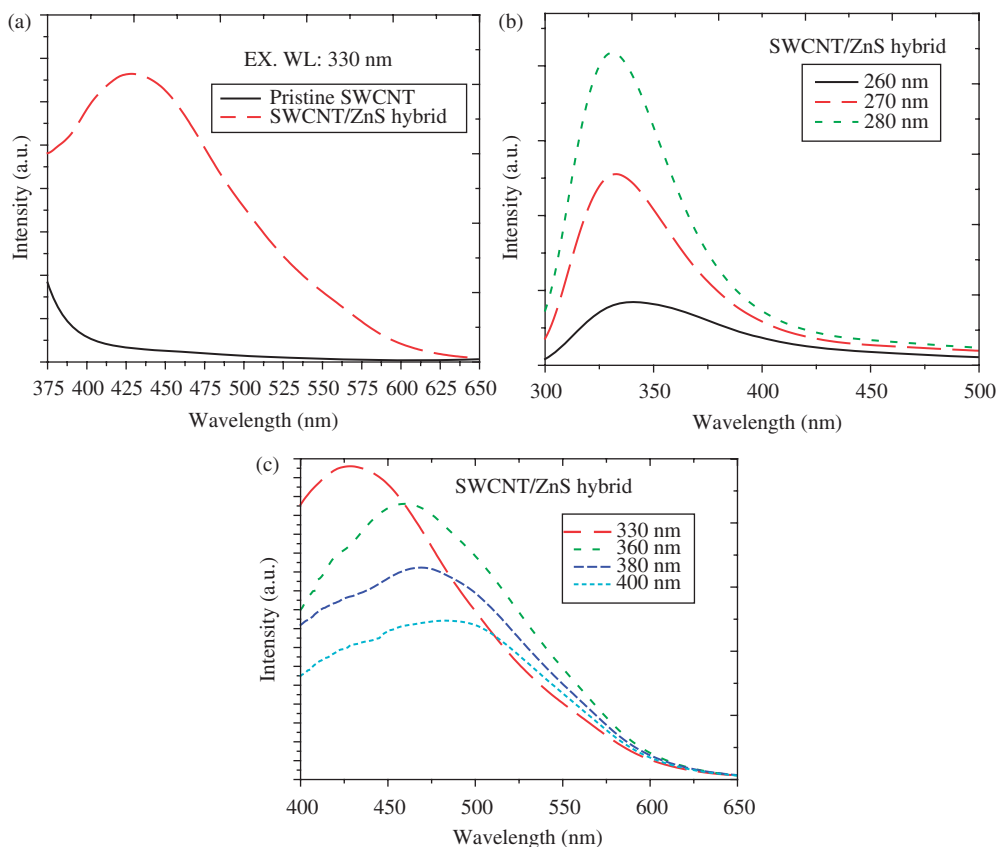 (a)
EX. WL: 330 nm
Pristine SWCNT
SWCNT/ZnS hybrid
Intensity (a.u.)
375 400 425 450 475 500 525 550 575 600 625 650
Wavelength (nm)
(b)
SWCNT/ZnS hybrid
260 nm
270 nm
280 nm
Intensity (a.u.)
300 350 400 450 500
Wavelength (nm)
(c)
SWCNT/ZnS hybrid
330 nm
360 nm
380 nm
400 nm
Intensity (a.u.)
400 450 500 550 600 650
Wavelength (nm)